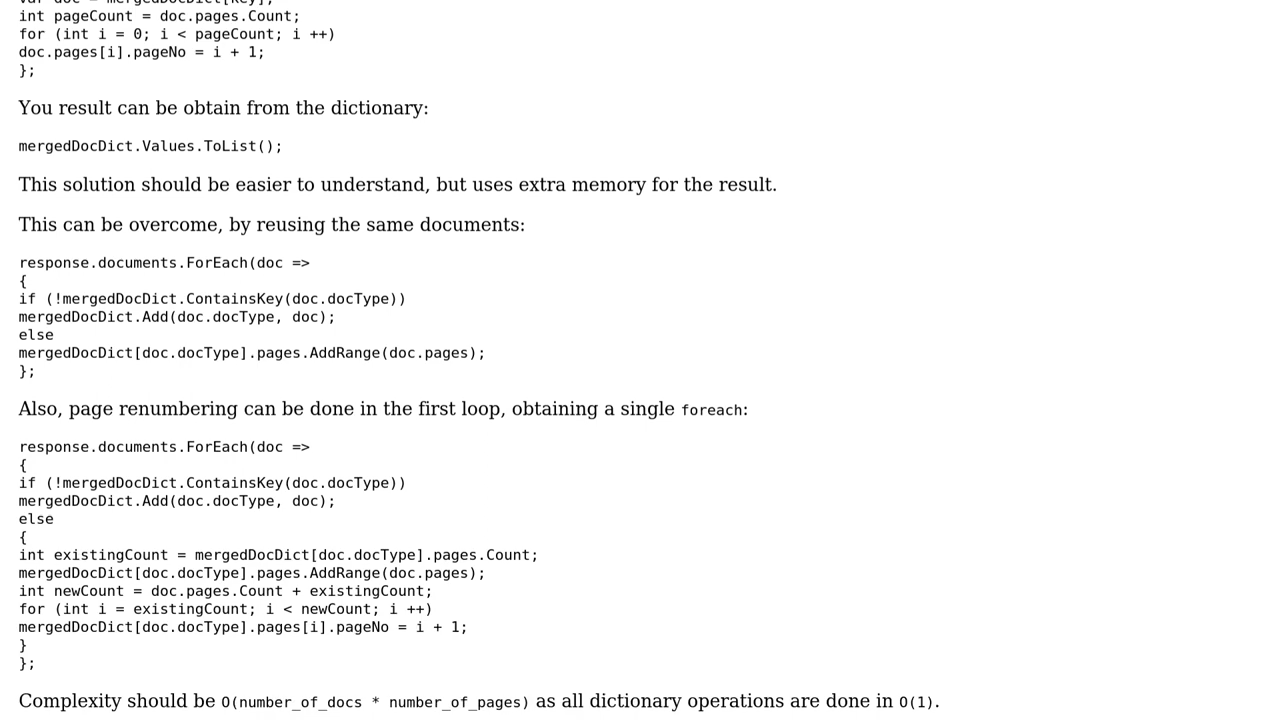 var doc = mergedDocDict[key];
int pageCount = doc.pages.Count;
for (int i = 0; i < pageCount; i ++)
doc.pages[i].pageNo = i + 1;
};
You result can be obtain from the dictionary:
mergedDocDict.Values.ToList();
This solution should be easier to understand, but uses extra memory for the result.
This can be overcome, by reusing the same documents:
response.documents.ForEach(doc =>
{
if (!mergedDocDict.ContainsKey(doc.docType))
mergedDocDict.Add(doc.docType, doc);
else
mergedDocDict[doc.docType].pages.AddRange(doc.pages);
};
Also, page renumbering can be done in the first loop, obtaining a single foreach:
response.documents.ForEach(doc =>
{
if (!mergedDocDict.ContainsKey(doc.docType))
mergedDocDict.Add(doc.docType, doc);
else
{
int existingCount = mergedDocDict[doc.docType].pages.Count;
mergedDocDict[doc.docType].pages.AddRange(doc.pages);
int newCount = doc.pages.Count + existingCount;
for (int i = existingCount; i < newCount; i ++)
mergedDocDict[doc.docType].pages[i].pageNo = i + 1;
}
};
Complexity should be O(number_of_docs * number_of_pages) as all dictionary operations are done in O(1).